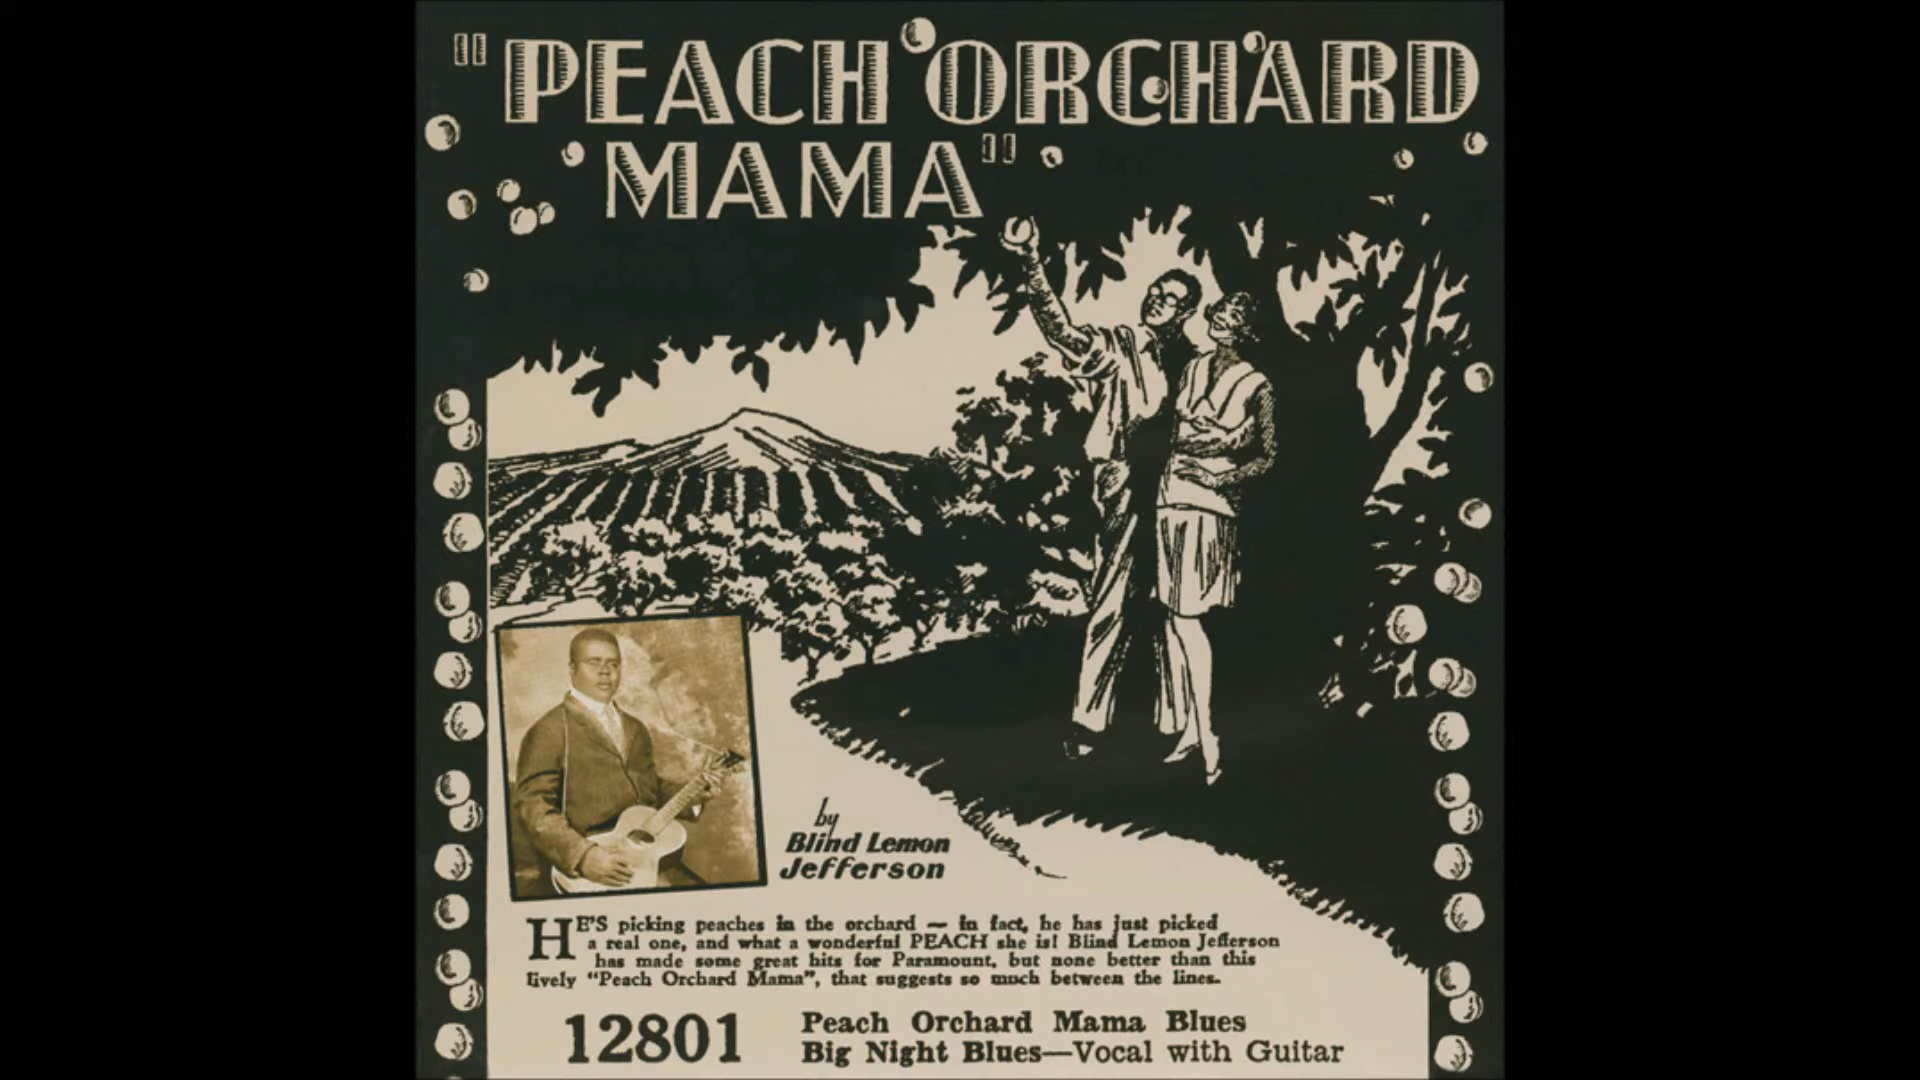 "PEACH ORCHARD
MAMA"
by
Blind Lemon
Jefferson
HE'S picking peaches in the orchard — in fact, he has just picked
a real one, and what a wonderful PEACH she is! Blind Lemon Jefferson
has made some great hits for Paramount, but none better than this
lively "Peach Orchard Mama", that suggests so much between the lines.
12801
Peach Orchard Mama Blues
Big Night Blues—Vocal with Guitar